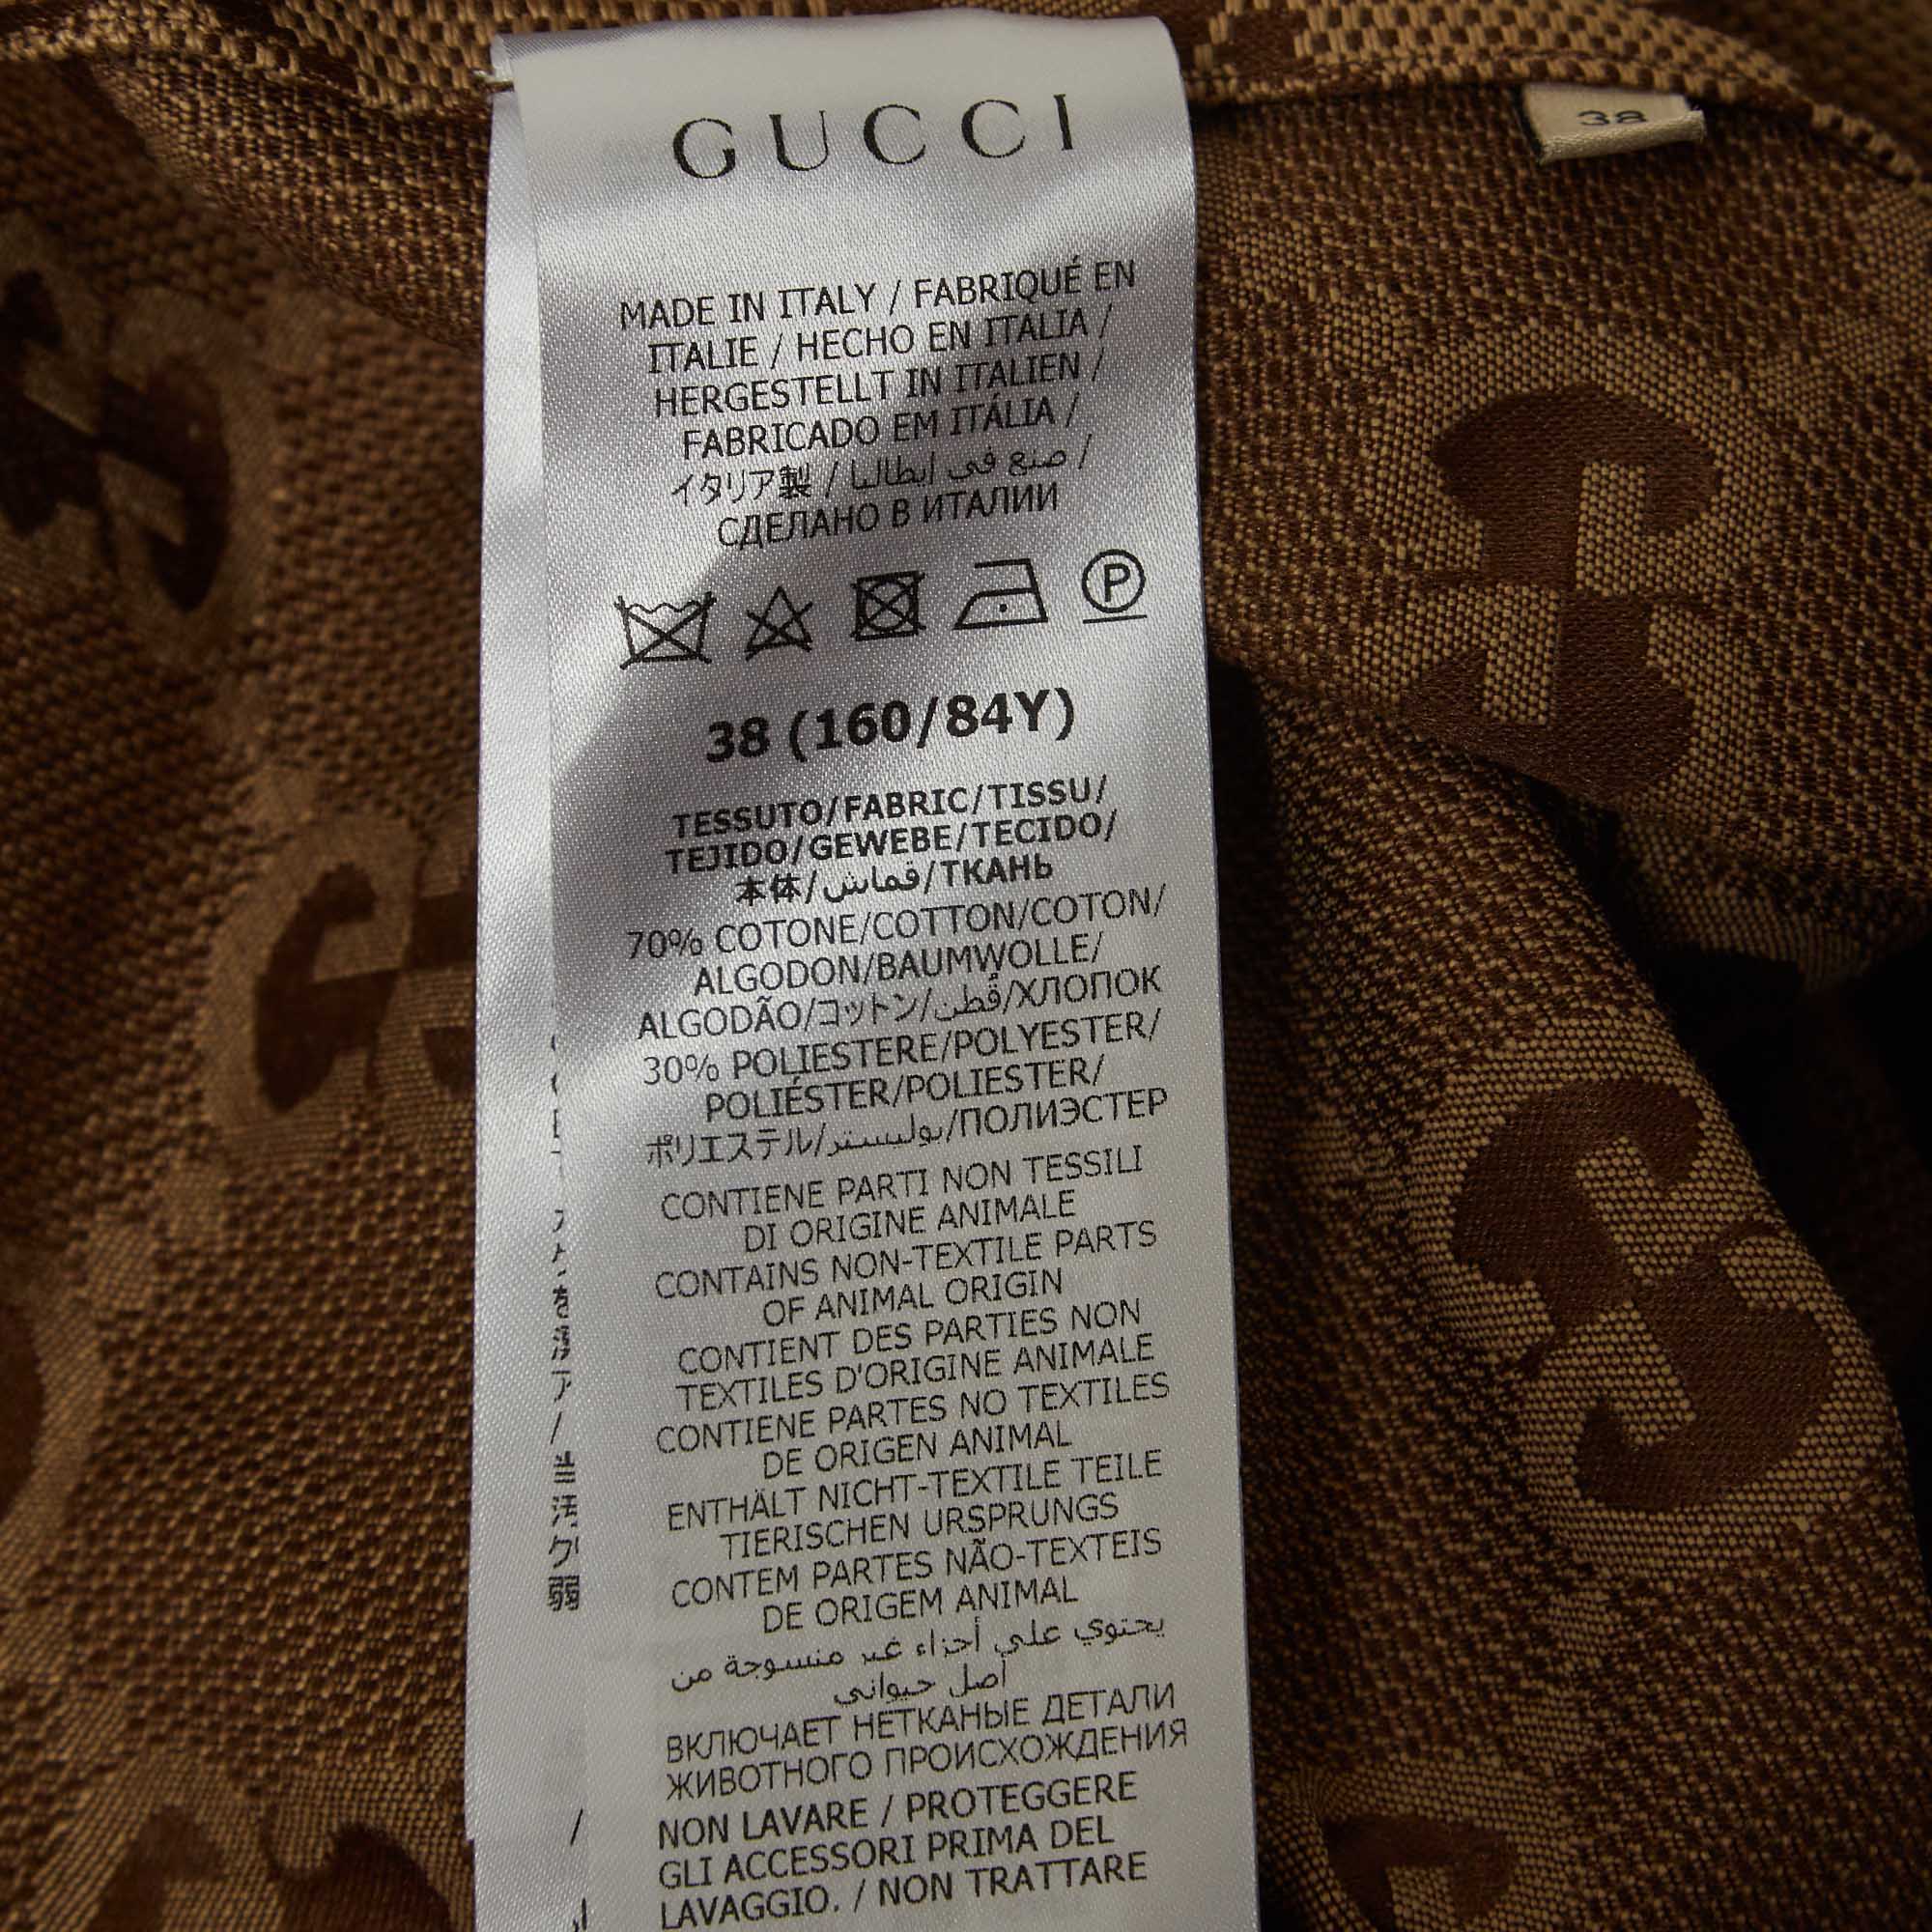 GUCCI
38
MADE IN ITALY / FABRIQUÉ EN
ITALIE / HECHO EN ITALIA /
HERGESTELLT IN ITALIEN /
FABRICADO EM ITÁLIA /
イタリア製 / صنع في إيطاليا /
СДЕЛАНО В ИТАЛИИ
P
38 (160/84Y)
TESSUTO/FABRIC/TISSU/
TEJIDO/GEWEBE/TECIDO/
本体/قماش/ТКАНЬ
70% COTONE/COTTON/COTON/
ALGODON/BAUMWOLLE/
ALGODÃO/コットン/قُطن/ХЛОПОК
30% POLIESTERE/POLYESTER/
POLIÉSTER/POLIESTER/
ポリエステル/بوليستر/ПОЛИЭСТЕР
CONTIENE PARTI NON TESSILI
DI ORIGINE ANIMALE
CONTAINS NON-TEXTILE PARTS
OF ANIMAL ORIGIN
CONTIENT DES PARTIES NON
TEXTILES D'ORIGINE ANIMALE
CONTIENE PARTES NO TEXTILES
DE ORIGEN ANIMAL
ENTHÄLT NICHT-TEXTILE TEILE
TIERISCHEN URSPRUNGS
CONTEM PARTES NÃO-TEXTEIS
DE ORIGEM ANIMAL
يحتوي على أجزاء غير منسوجة من
أصل حيواني
ВКЛЮЧАЕТ НЕТКАНЫЕ ДЕТАЛИ
ЖИВОТНОГО ПРОИСХОЖДЕНИЯ
NON LAVARE / PROTEGGERE
GLI ACCESSORI PRIMA DEL
LAVAGGIO. / NON TRATTARE